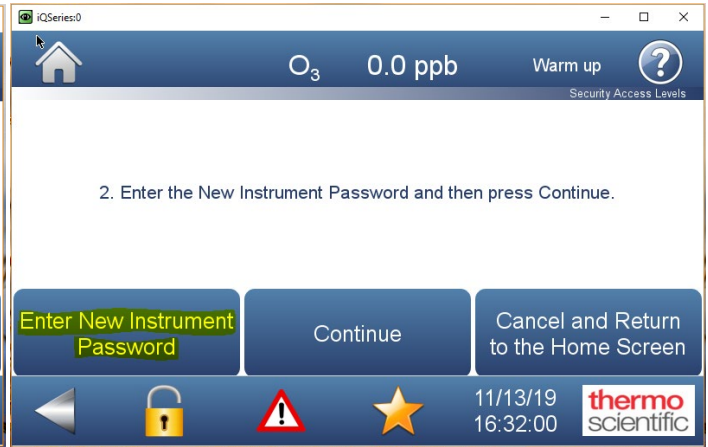 iQSeries:0
O₃ 0.0 ppb Warm up ?
Security Access Levels
2. Enter the New Instrument Password and then press Continue.
Enter New Instrument
Password
Continue
Cancel and Return
to the Home Screen
11/13/19
16:32:00
thermo
scientific